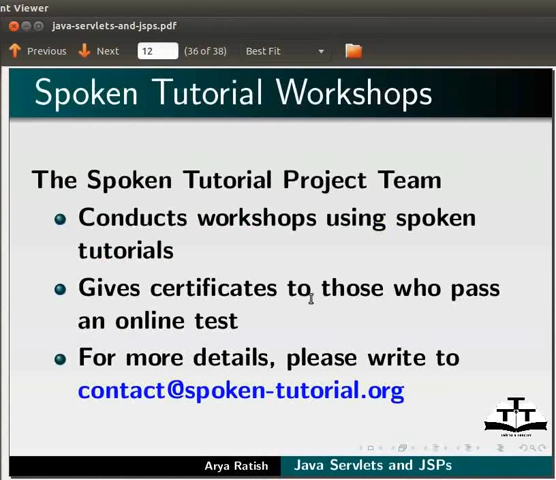 nt Viewer
java-servlets-and-jsps.pdf
Previous Next 12 (36 of 38) Best Fit
Spoken Tutorial Workshops
The Spoken Tutorial Project Team
Conducts workshops using spoken
tutorials
Gives certificates to those who pass
an online test
For more details, please write to
contact@spoken-tutorial.org
Arya Ratish Java Servlets and JSPs